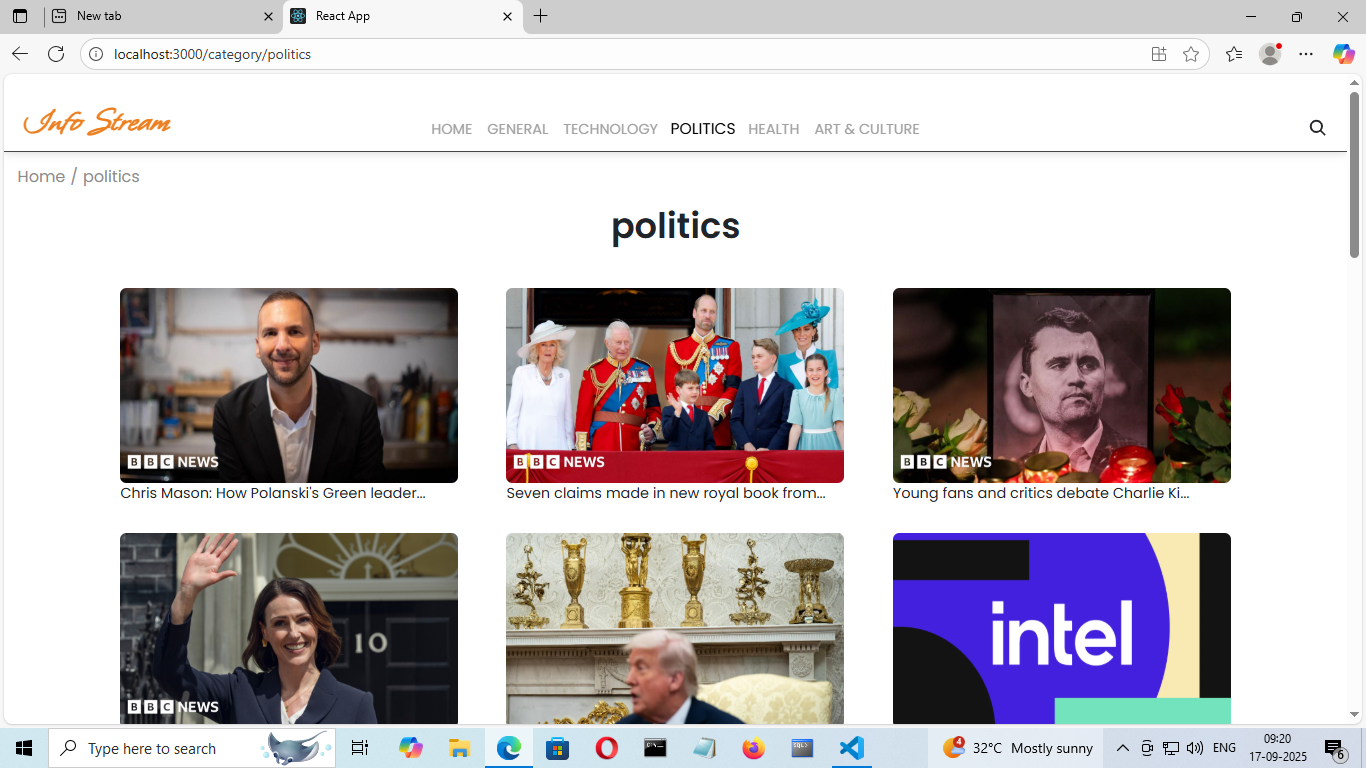 New tab
React App
localhost:3000/category/politics
Info Stream
HOME GENERAL TECHNOLOGY POLITICS HEALTH ART & CULTURE
Home / politics
politics
BBC NEWS
BBC NEWS
BBC NEWS
Chris Mason: How Polanski's Green leader...
Seven claims made in new royal book from...
Young fans and critics debate Charlie Ki...
10
BBC NEWS
intel
Type here to search
4
32°C Mostly sunny
ENG
09:20
17-09-2025
6